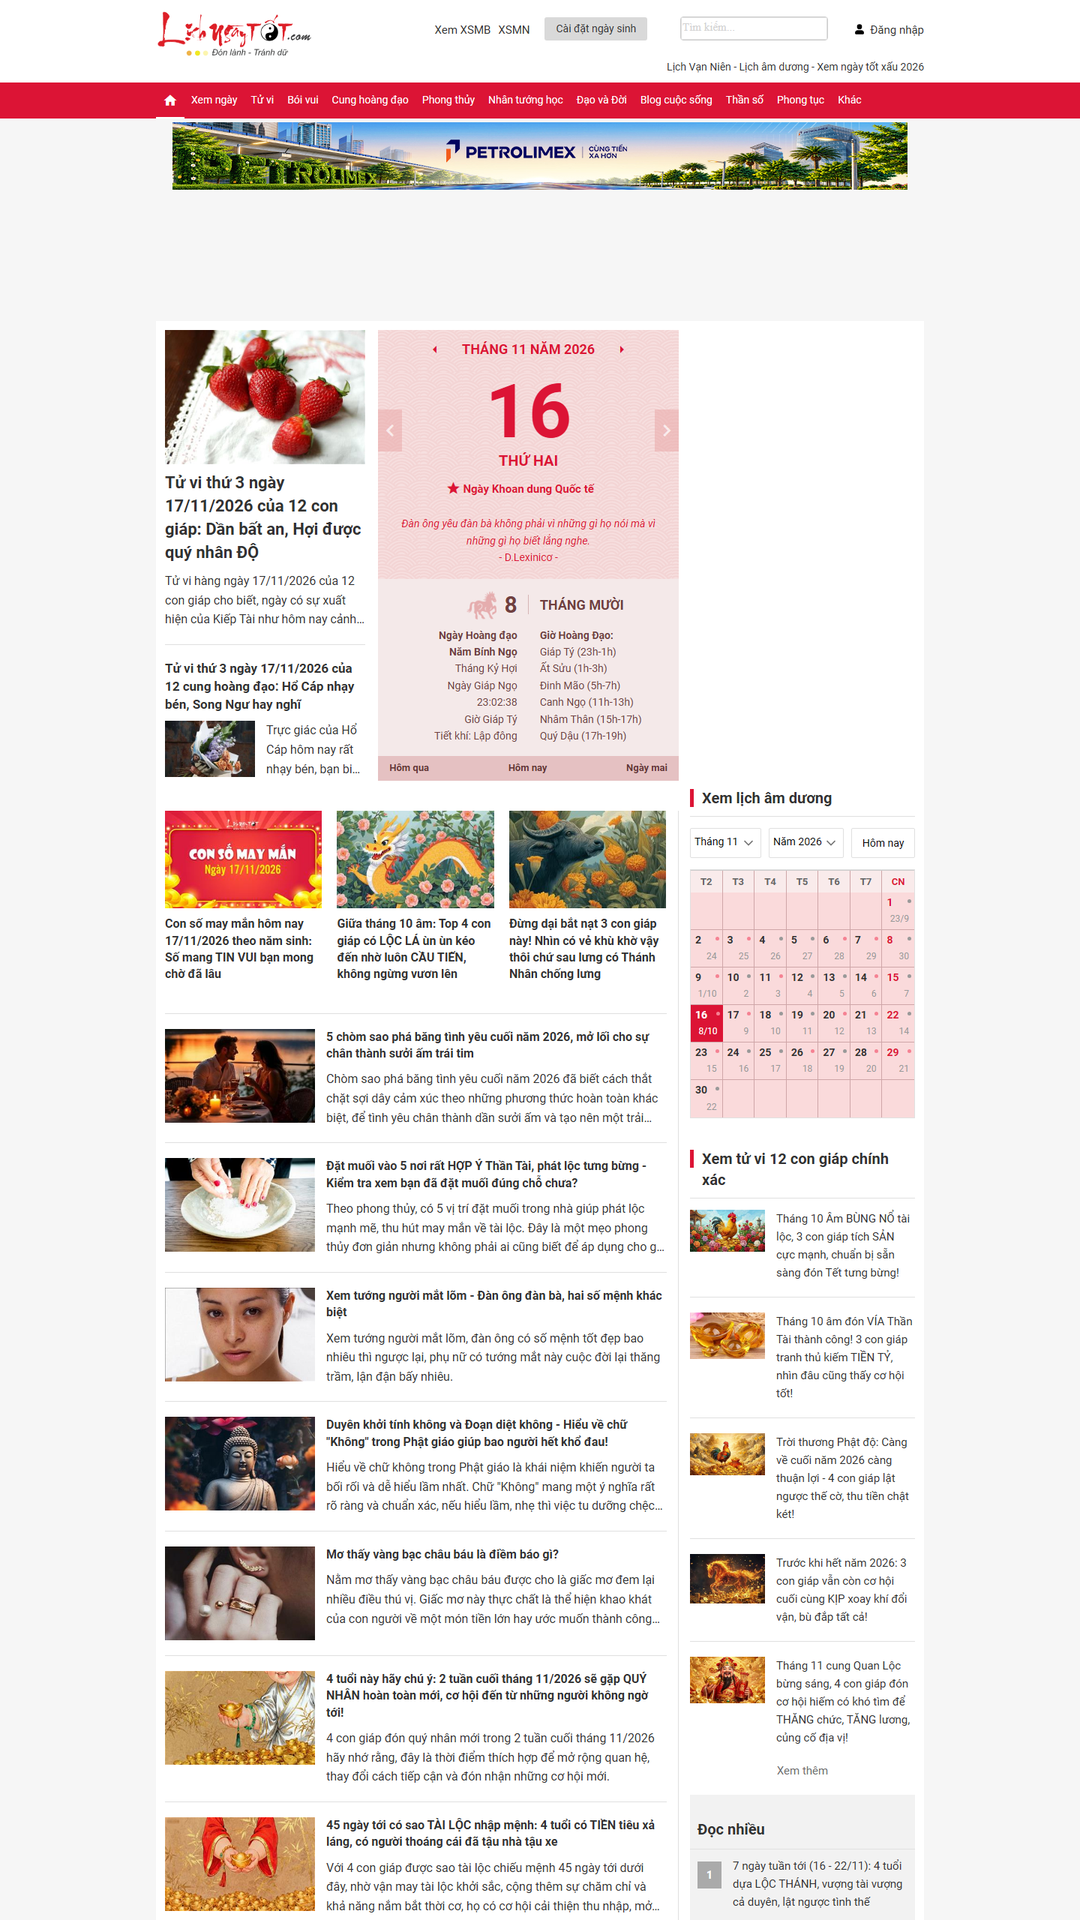 Lịch Ngày TỐT.com
Đón lành - Tránh dữ
Xem XSMB XSMN
Cài đặt ngày sinh
Tìm kiếm...
Đăng nhập
Lịch Vạn Niên - Lịch âm dương - Xem ngày tốt xấu 2026
Xem ngày Tử vi Bói vui Cung hoàng đạo Phong thủy Nhân tướng học Đạo và Đời Blog cuộc sống Thần số Phong tục Khác
PETROLIMEX
PETROLIMEX
CÙNG TIẾN
XA HƠN
Tử vi thứ 3 ngày
17/11/2026 của 12 con
giáp: Dần bất an, Hợi được
quý nhân ĐỘ
Tử vi hàng ngày 17/11/2026 của 12
con giáp cho biết, ngày có sự xuất
hiện của Kiếp Tài như hôm nay cảnh...
Tử vi thứ 3 ngày 17/11/2026 của
12 cung hoàng đạo: Hổ Cáp nhạy
bén, Song Ngư hay nghĩ
Trực giác của Hổ
Cáp hôm nay rất
nhạy bén, bạn bi...
THÁNG 11 NĂM 2026
16
THỨ HAI
Ngày Khoan dung Quốc tế
Đàn ông yêu đàn bà không phải vì những gì họ nói mà vì
những gì họ biết lắng nghe.
- D.Lexinicơ -
8
THÁNG MƯỜI
Ngày Hoàng đạo
Năm Bính Ngọ
Tháng Kỷ Hợi
Ngày Giáp Ngọ
23:02:38
Giờ Giáp Tý
Tiết khí: Lập đông
Giờ Hoàng Đạo:
Giáp Tý (23h-1h)
Ất Sửu (1h-3h)
Đinh Mão (5h-7h)
Canh Ngọ (11h-13h)
Nhâm Thân (15h-17h)
Quý Dậu (17h-19h)
Hôm qua
Hôm nay
Ngày mai
LỊCH NGÀY TỐT
CON SỐ MAY MẮN
Ngày 17/11/2026
Con số may mắn hôm nay
17/11/2026 theo năm sinh:
Số mang TIN VUI bạn mong
chờ đã lâu
Giữa tháng 10 âm: Top 4 con
giáp có LỘC LÁ ùn ùn kéo
đến nhờ luôn CẦU TIẾN,
không ngừng vươn lên
Đừng dại bắt nạt 3 con giáp
này! Nhìn có vẻ khù khờ vậy
thôi chứ sau lưng có Thánh
Nhân chống lưng
5 chòm sao phá băng tình yêu cuối năm 2026, mở lối cho sự
chân thành sưởi ấm trái tim
Chòm sao phá băng tình yêu cuối năm 2026 đã biết cách thắt
chặt sợi dây cảm xúc theo những phương thức hoàn toàn khác
biệt, để tình yêu chân thành dần sưởi ấm và tạo nên một trái...
Đặt muối vào 5 nơi rất HỢP Ý Thần Tài, phát lộc tưng bừng -
Kiểm tra xem bạn đã đặt muối đúng chỗ chưa?
Theo phong thủy, có 5 vị trí đặt muối trong nhà giúp phát lộc
mạnh mẽ, thu hút may mắn về tài lộc. Đây là một mẹo phong
thủy đơn giản nhưng không phải ai cũng biết để áp dụng cho g...
Xem tướng người mắt lõm - Đàn ông đàn bà, hai số mệnh khác
biệt
Xem tướng người mắt lõm, đàn ông có số mệnh tốt đẹp bao
nhiêu thì ngược lại, phụ nữ có tướng mắt này cuộc đời lại thăng
trầm, lận đận bấy nhiêu.
Duyên khởi tính không và Đoạn diệt không - Hiểu về chữ
"Không" trong Phật giáo giúp bao người hết khổ đau!
Hiểu về chữ không trong Phật giáo là khái niệm khiến người ta
bối rối và dễ hiểu lầm nhất. Chữ "Không" mang một ý nghĩa rất
rõ ràng và chuẩn xác, nếu hiểu lầm, nhẹ thì việc tu dưỡng chệc...
Mơ thấy vàng bạc châu báu là điềm báo gì?
Nằm mơ thấy vàng bạc châu báu được cho là giấc mơ đem lại
nhiều điều thú vị. Giấc mơ này thực chất là thể hiện khao khát
của con người về một món tiền lớn hay ước muốn thành công...
4 tuổi này hãy chú ý: 2 tuần cuối tháng 11/2026 sẽ gặp QUÝ
NHÂN hoàn toàn mới, cơ hội đến từ những người không ngờ
tới!
4 con giáp đón quý nhân mới trong 2 tuần cuối tháng 11/2026
hãy nhớ rằng, đây là thời điểm thích hợp để mở rộng quan hệ,
thay đổi cách tiếp cận và đón nhận những cơ hội mới.
45 ngày tới có sao TÀI LỘC nhập mệnh: 4 tuổi có TIỀN tiêu xả
láng, có người thoáng cái đã tậu nhà tậu xe
Với 4 con giáp được sao tài lộc chiếu mệnh 45 ngày tới dưới
đây, nhờ vận may tài lộc khởi sắc, cộng thêm sự chăm chỉ và
khả năng nắm bắt thời cơ, họ có cơ hội cải thiện thu nhập, mở...
Xem lịch âm dương
Tháng 11
Năm 2026
Hôm nay
T2 T3 T4 T5 T6 T7 CN
1
23/9
2 3 4 5 6 7 8
24 25 26 27 28 29 30
9 10 11 12 13 14 15
1/10 2 3 4 5 6 7
16 17 18 19 20 21 22
8/10 9 10 11 12 13 14
23 24 25 26 27 28 29
15 16 17 18 19 20 21
30
22
Xem tử vi 12 con giáp chính
xác
Tháng 10 Âm BÙNG NỔ tài
lộc, 3 con giáp tích SẢN
cực mạnh, chuẩn bị sẵn
sàng đón Tết tưng bừng!
Tháng 10 âm đón VÍA Thần
Tài thành công! 3 con giáp
tranh thủ kiếm TIỀN TỶ,
nhìn đâu cũng thấy cơ hội
tốt!
Trời thương Phật độ: Càng
về cuối năm 2026 càng
thuận lợi - 4 con giáp lật
ngược thế cờ, thu tiền chật
két!
Trước khi hết năm 2026: 3
con giáp vẫn còn cơ hội
cuối cùng KỊP xoay khí đổi
vận, bù đắp tất cả!
Tháng 11 cung Quan Lộc
bừng sáng, 4 con giáp đón
cơ hội hiếm có khó tìm để
THĂNG chức, TĂNG lương,
củng cố địa vị!
Xem thêm
Đọc nhiều
1
7 ngày tuần tới (16 - 22/11): 4 tuổi
dựa LỘC THÁNH, vượng tài vượng
cả duyên, lật ngược tình thế